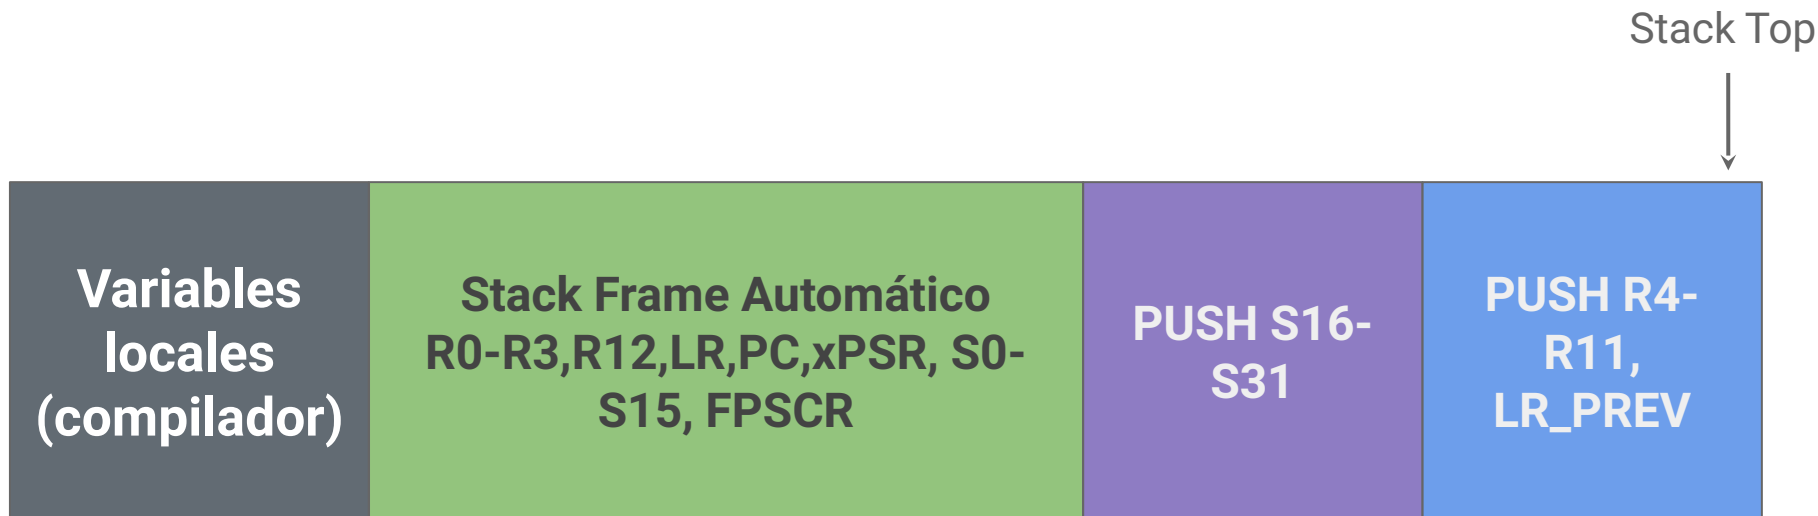 Stack Top
Variables
locales
(compilador)
Stack Frame Automático
R0-R3,R12,LR,PC,xPSR, S0-
S15, FPSCR
PUSH S16-
S31
PUSH R4-
R11,
LR_PREV